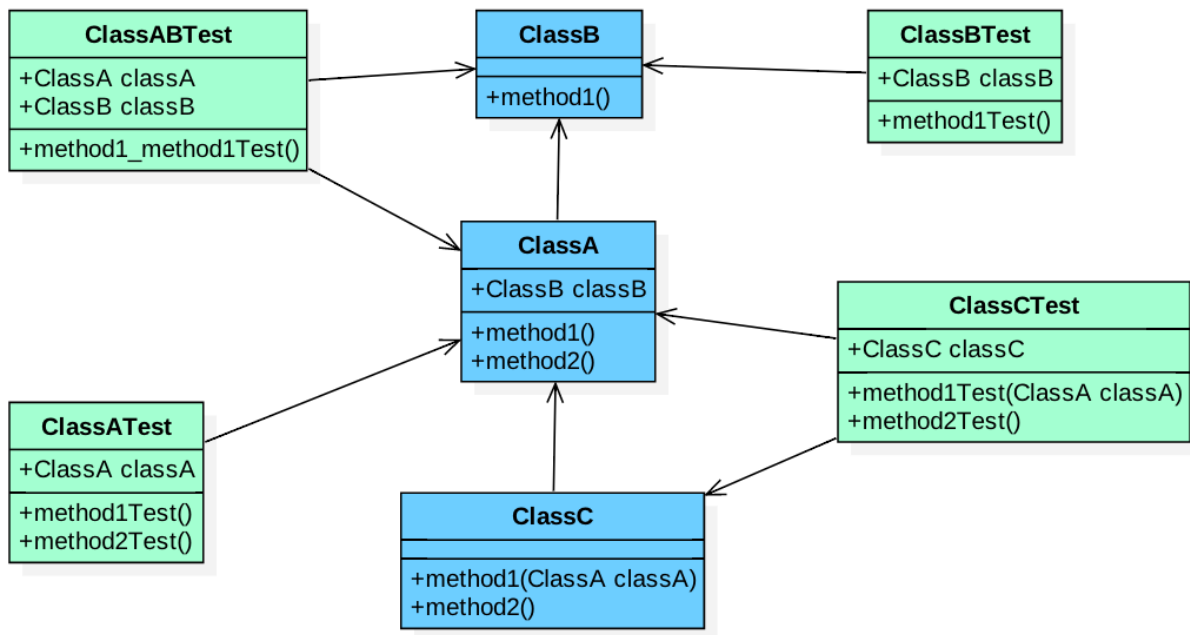 ClassABTest
+ClassA classA
+ClassB classB
+method1_method1Test()
ClassB
+method1()
ClassBTest
+ClassB classB
+method1Test()
ClassA
+ClassB classB
+method1()
+method2()
ClassCTest
+ClassC classC
+method1Test(ClassA classA)
+method2Test()
ClassATest
+ClassA classA
+method1Test()
+method2Test()
ClassC
+method1(ClassA classA)
+method2()